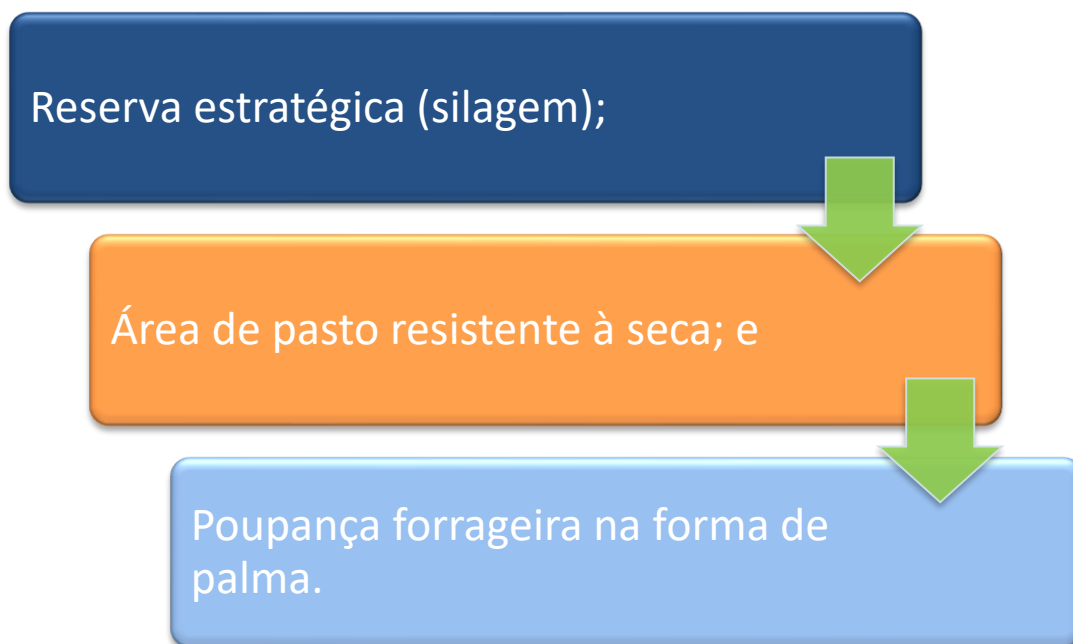 Reserva estratégica (silagem);
Área de pasto resistente à seca; e
Poupança forrageira na forma de
palma.